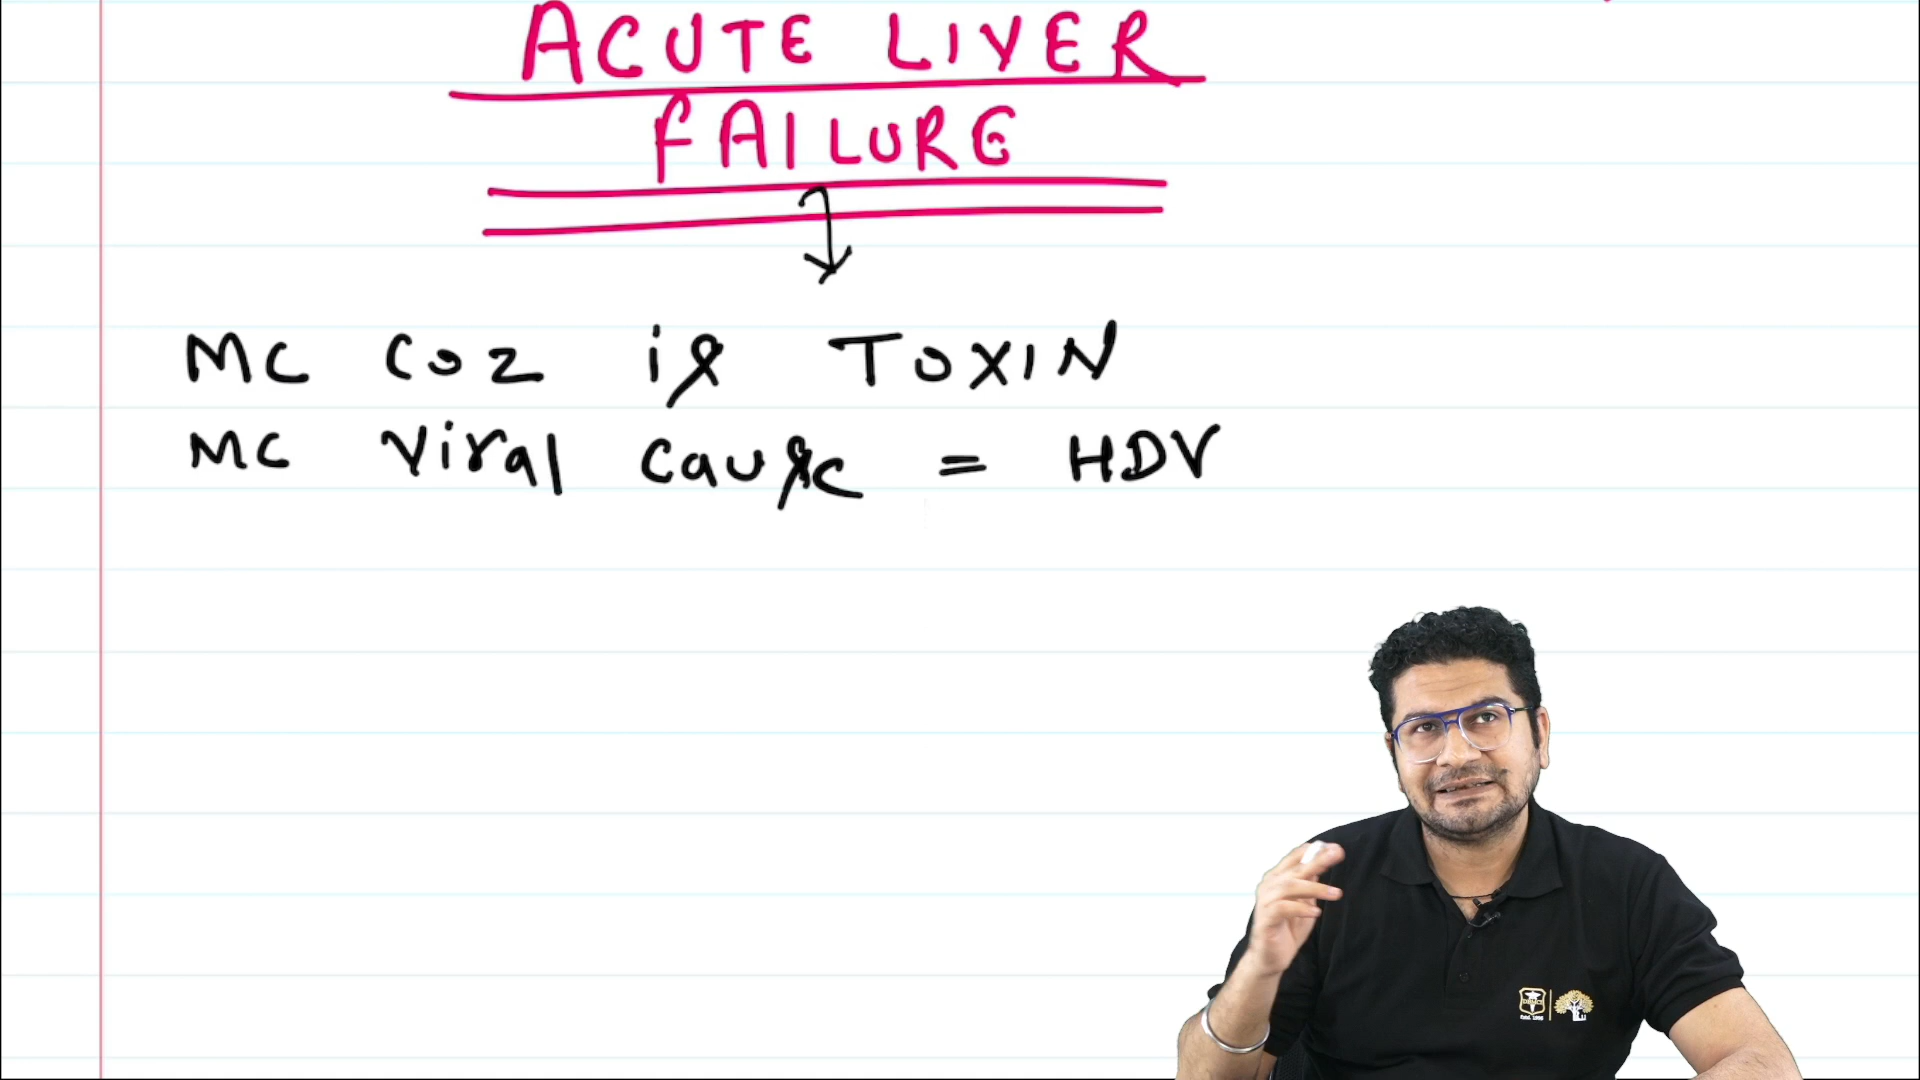 ACUTE LIVER
FAILURE
MC COZ is TOXIN
MC Viral cause = HDV